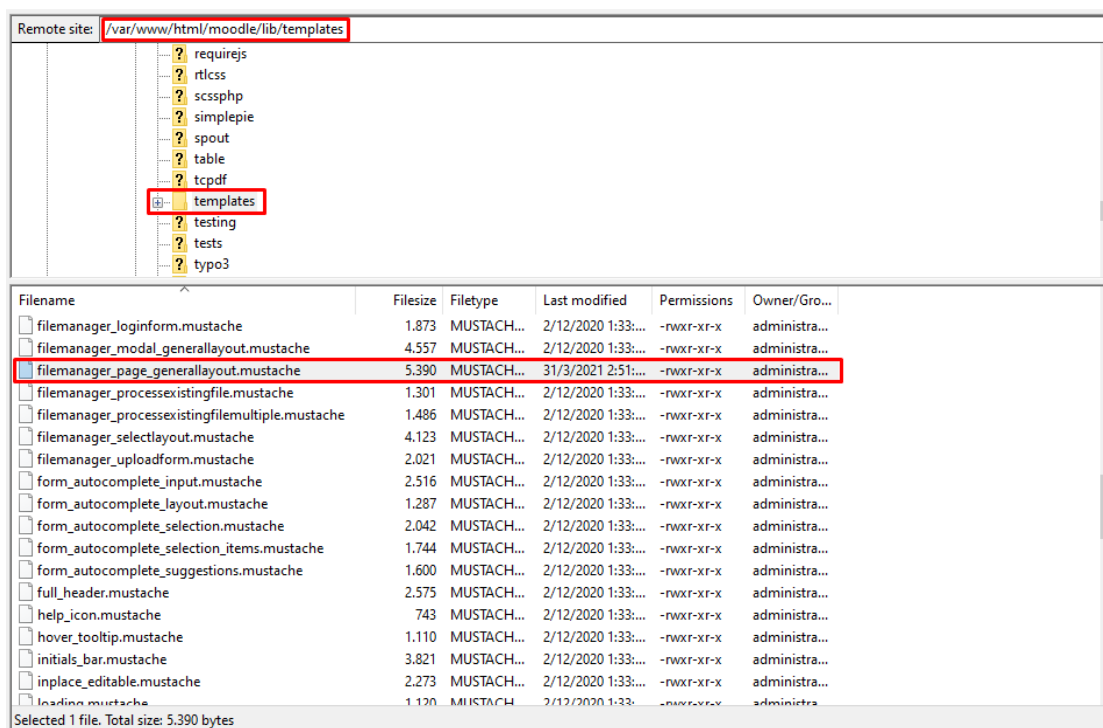 Remote site: /var/www/html/moodle/lib/templates
? requirejs
? rtlcss
? scssphp
? simplepie
? spout
? table
? tcpdf
templates
? testing
? tests
? typo3
Filename Filesize Filetype Last modified Permissions Owner/Gro...
filemanager_loginform.mustache 1.873 MUSTACH... 2/12/2020 1:33:... -rwxr-xr-x administra...
filemanager_modal_generallayout.mustache 4.557 MUSTACH... 2/12/2020 1:33:... -rwxr-xr-x administra...
filemanager_page_generallayout.mustache 5.390 MUSTACH... 31/3/2021 2:51:... -rwxr-xr-x administra...
filemanager_processexistingfile.mustache 1.301 MUSTACH... 2/12/2020 1:33:... -rwxr-xr-x administra...
filemanager_processexistingfilemultiple.mustache 1.486 MUSTACH... 2/12/2020 1:33:... -rwxr-xr-x administra...
filemanager_selectlayout.mustache 4.123 MUSTACH... 2/12/2020 1:33:... -rwxr-xr-x administra...
filemanager_uploadform.mustache 2.021 MUSTACH... 2/12/2020 1:33:... -rwxr-xr-x administra...
form_autocomplete_input.mustache 2.516 MUSTACH... 2/12/2020 1:33:... -rwxr-xr-x administra...
form_autocomplete_layout.mustache 1.287 MUSTACH... 2/12/2020 1:33:... -rwxr-xr-x administra...
form_autocomplete_selection.mustache 2.042 MUSTACH... 2/12/2020 1:33:... -rwxr-xr-x administra...
form_autocomplete_selection_items.mustache 1.744 MUSTACH... 2/12/2020 1:33:... -rwxr-xr-x administra...
form_autocomplete_suggestions.mustache 1.600 MUSTACH... 2/12/2020 1:33:... -rwxr-xr-x administra...
full_header.mustache 2.575 MUSTACH... 2/12/2020 1:33:... -rwxr-xr-x administra...
help_icon.mustache 743 MUSTACH... 2/12/2020 1:33:... -rwxr-xr-x administra...
hover_tooltip.mustache 1.110 MUSTACH... 2/12/2020 1:33:... -rwxr-xr-x administra...
initials_bar.mustache 3.821 MUSTACH... 2/12/2020 1:33:... -rwxr-xr-x administra...
inplace_editable.mustache 2.273 MUSTACH... 2/12/2020 1:33:... -rwxr-xr-x administra...
loading.mustache 1.120 MUSTACH... 2/12/2020 1:33:... -rwxr-xr-x administra...
Selected 1 file. Total size: 5.390 bytes